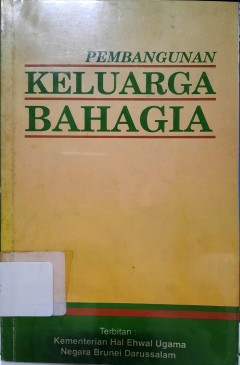 PEMBANGUNAN
KELUARGA
BAHAGIA
Terbitan :
Kementerian Hal Ehwal Ugama
Negara Brunei Darussalam